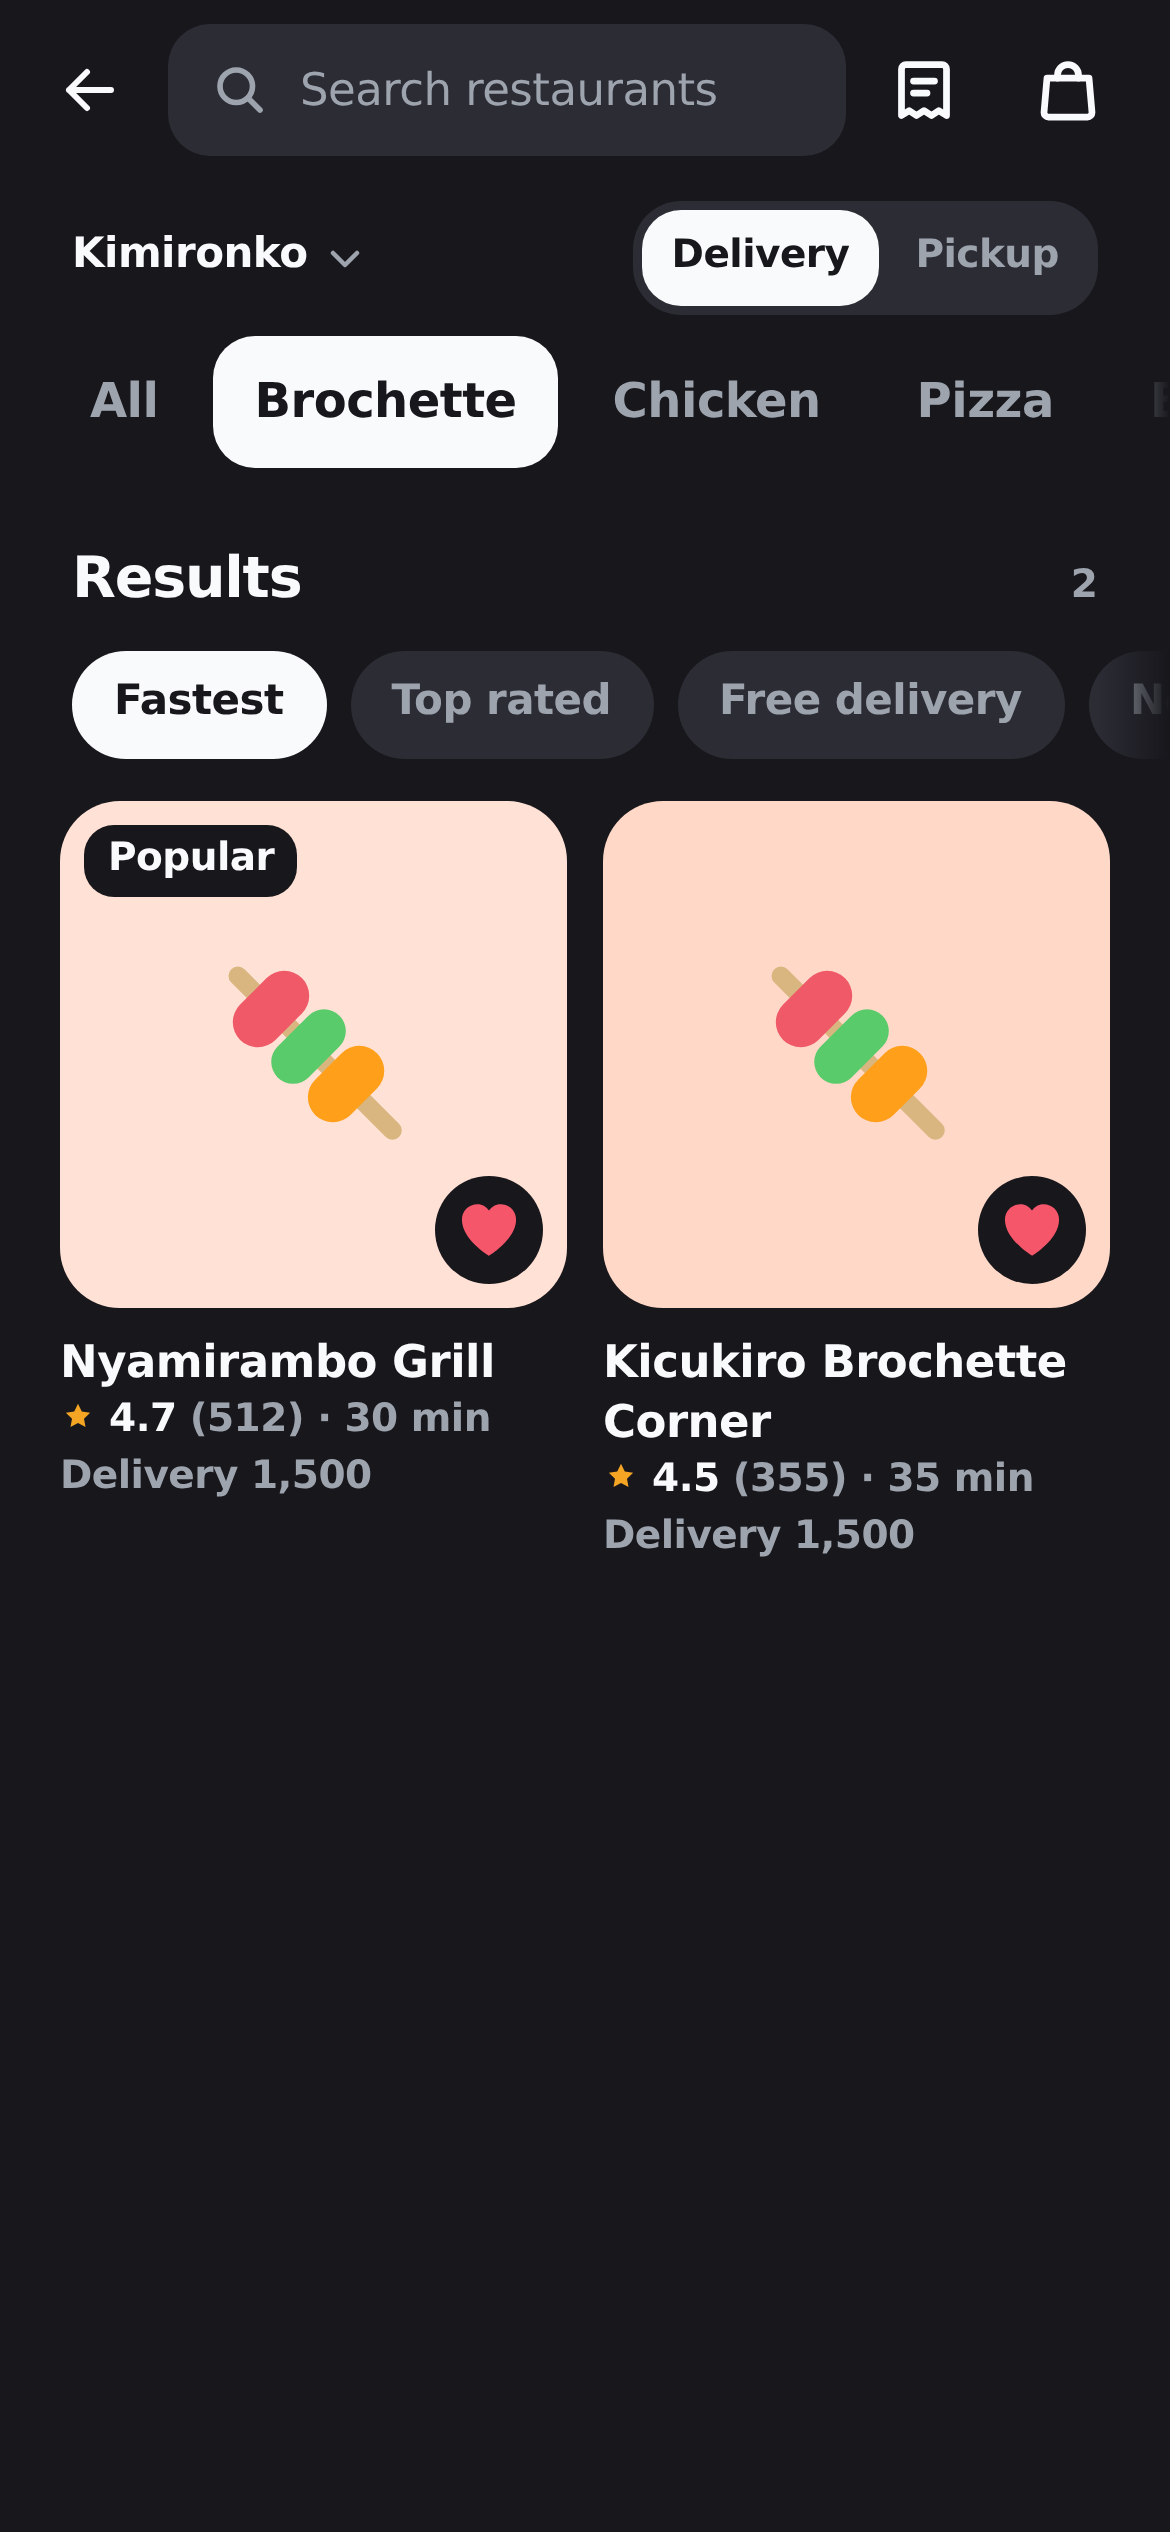 Search restaurants
Kimironko
Delivery
Pickup
All
Brochette
Chicken
Pizza
Results
2
Fastest
Top rated
Free delivery
Popular
Nyamirambo Grill
4.7 (512) · 30 min
Delivery 1,500
Kicukiro Brochette
Corner
4.5 (355) · 35 min
Delivery 1,500